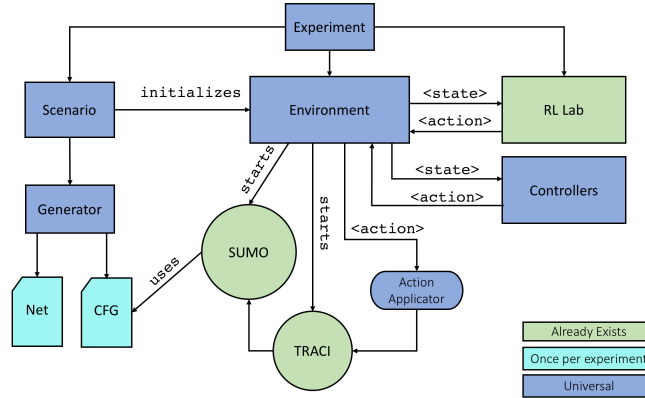 Experiment
Scenario
initializes
Environment
<state>
<action>
RL Lab
<state>
<action>
Controllers
Generator
starts
starts
<action>
SUMO
uses
Net
CFG
Action
Applicator
TRACI
Already Exists
Once per experiment
Universal